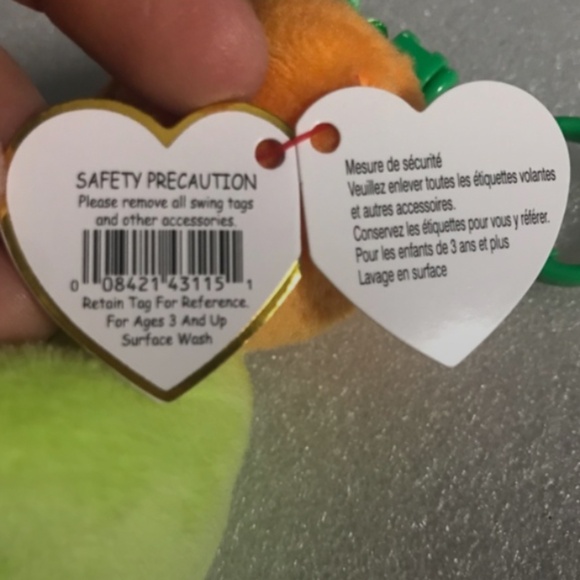 SAFETY PRECAUTION
Please remove all swing tags
and other accessories.
0 08421 43115 1
Retain Tag For Reference.
For Ages 3 And Up
Surface Wash
Mesure de sécurité
Veuillez enlever toutes les étiquettes volantes
et autres accessoires.
Conservez les étiquettes pour vous y référer.
Pour les enfants de 3 ans et plus
Lavage en surface